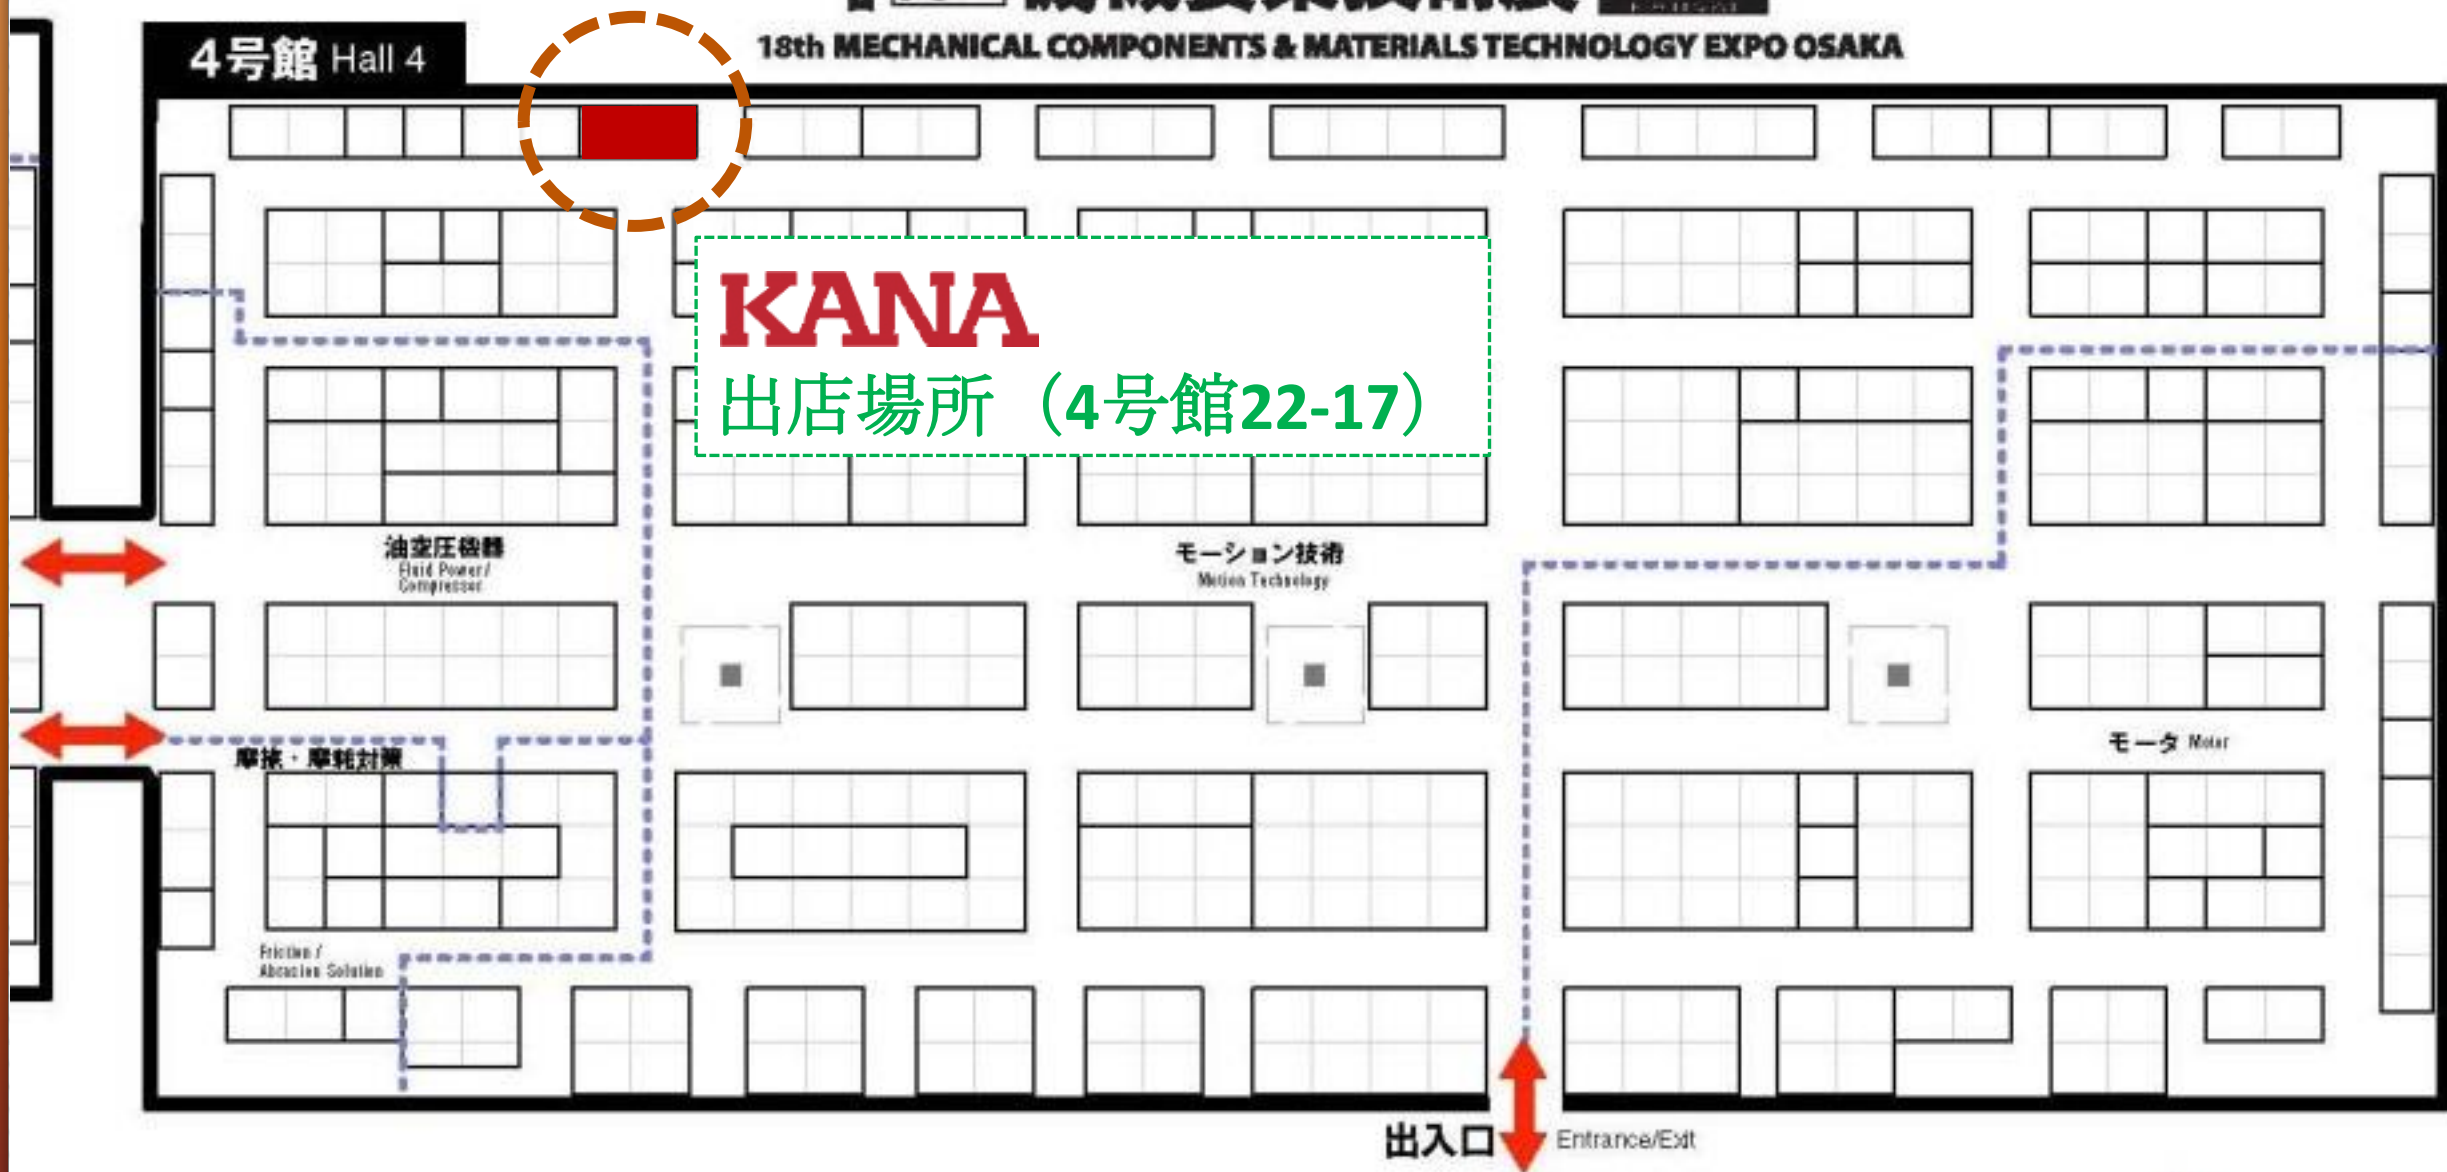 4号館 Hall 4
18th MECHANICAL COMPONENTS & MATERIALS TECHNOLOGY EXPO OSAKA
KANA
出店場所（4号館22-17）
油空圧機器
Fluid Power/
Compressor
モーション技術
Motion Technology
摩擦・摩耗対策
モータ Motor
Friction /
Abrasion Solution
出入口 Entrance/Exit